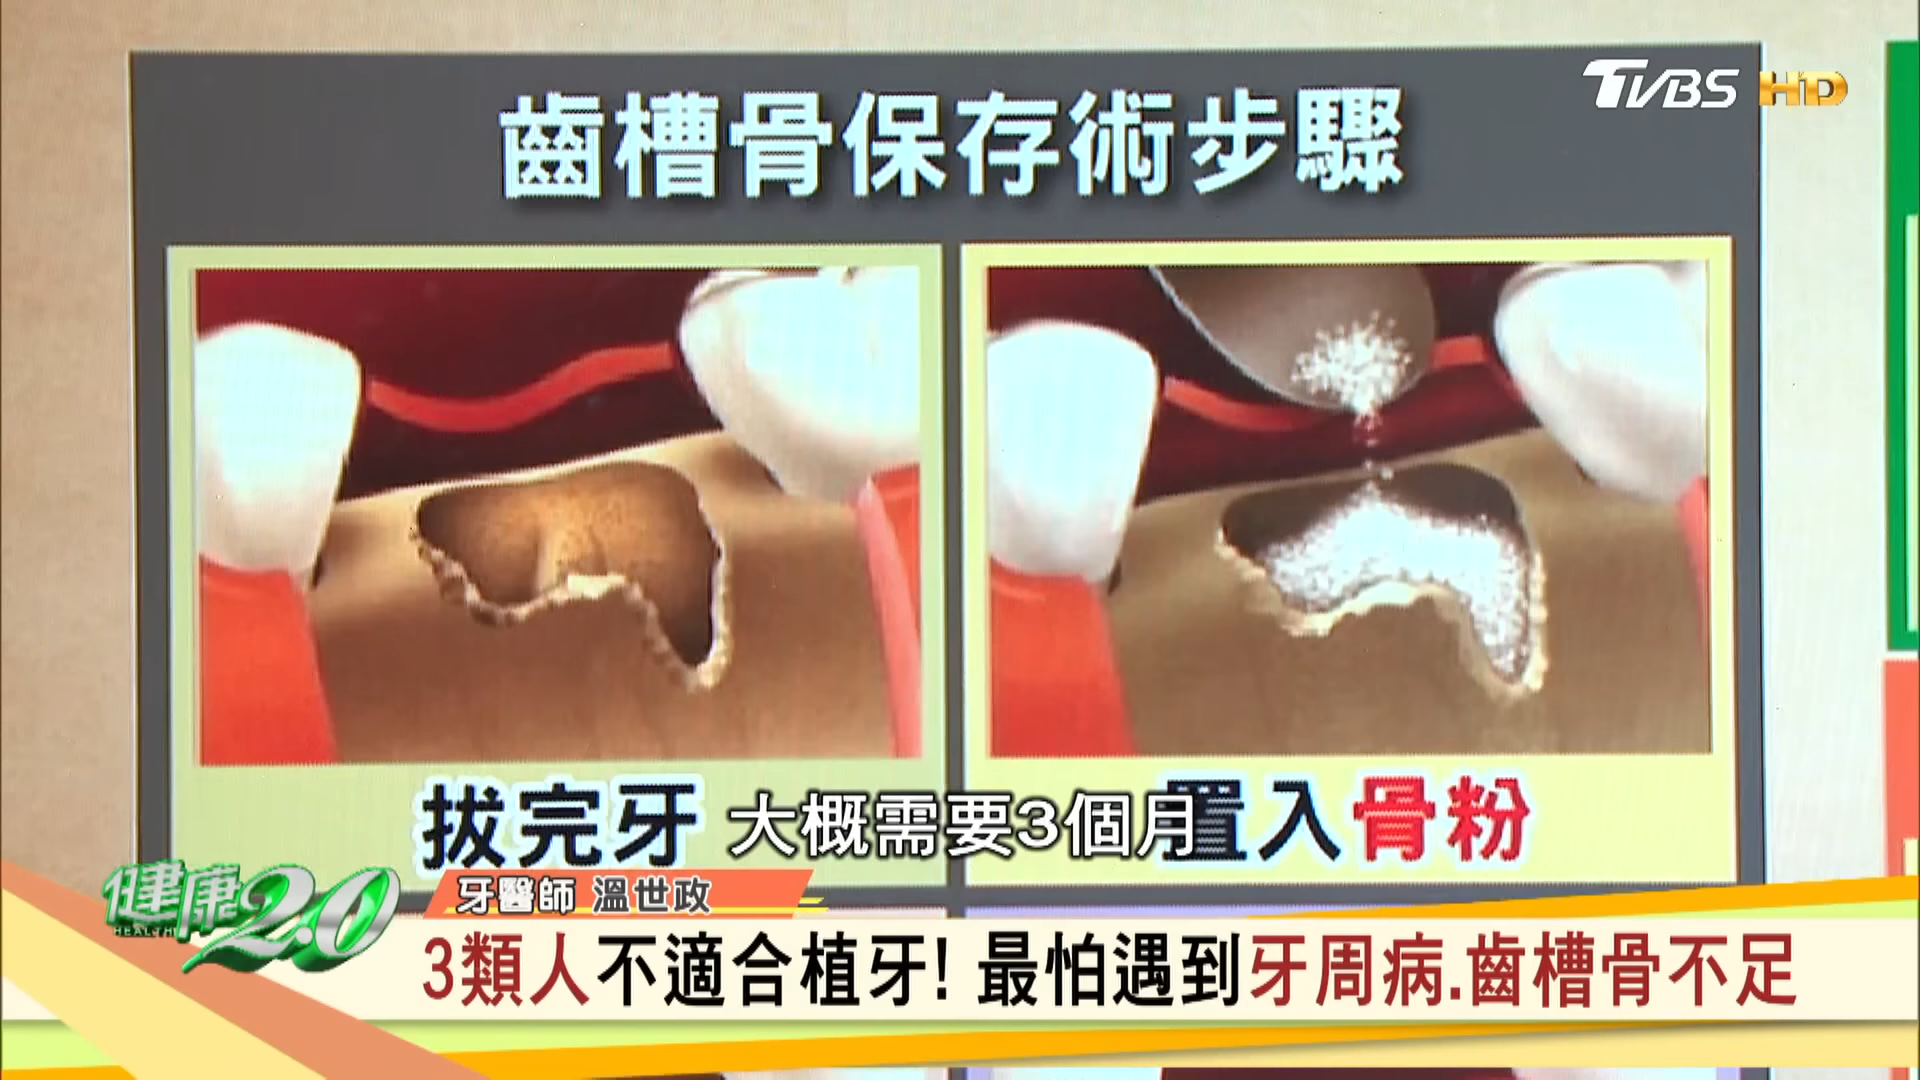 TVBS HD
齒槽骨保存術步驟
拔完牙
置入骨粉
大概需要3個月
健康2.0
HEALTH
牙醫師 溫世政
3類人不適合植牙! 最怕遇到牙周病.齒槽骨不足